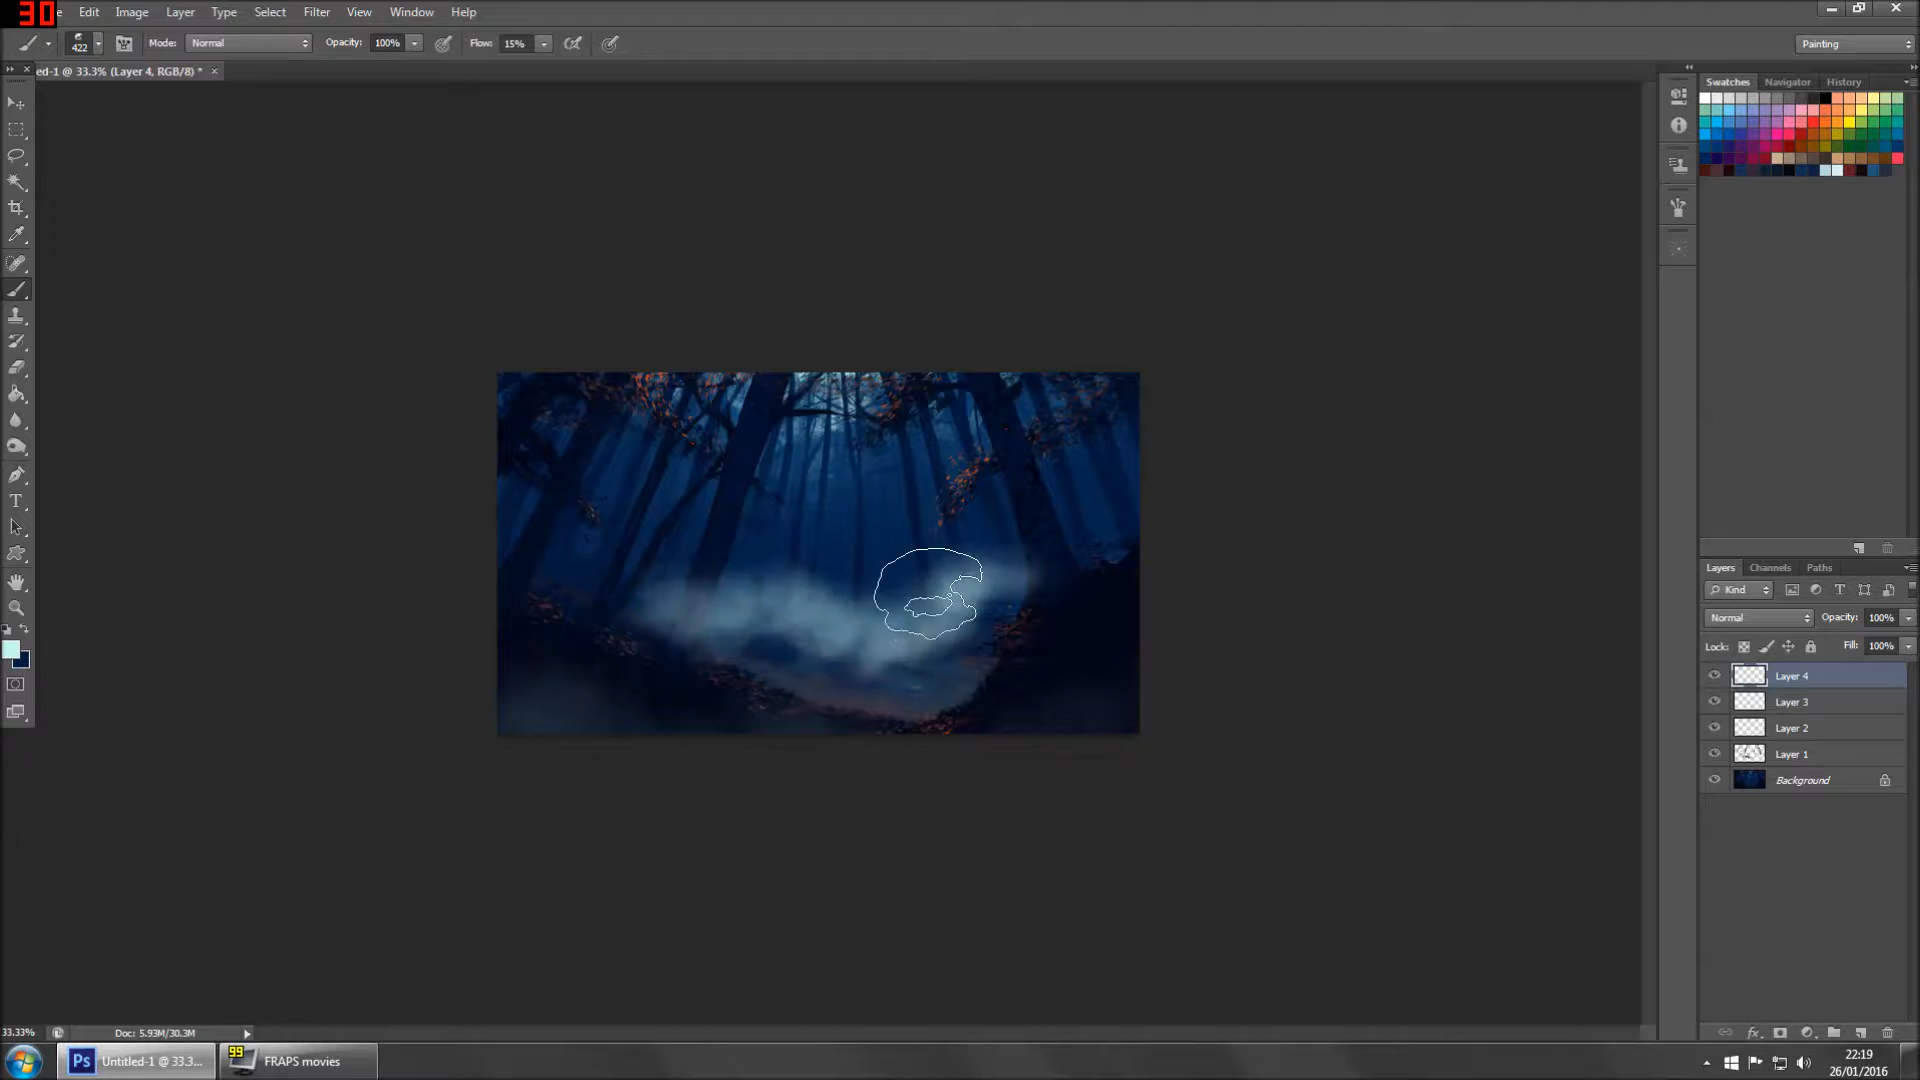 30
Edit Image Layer Type Select Filter View Window Help
422 Mode: Normal Opacity: 100% Flow: 15% Painting
ed-1 @ 33.3% (Layer 4, RGB/8) *
Swatches Navigator History
Layers Channels Paths
Kind
Normal Opacity: 100%
Lock: Fill: 100%
Layer 4
Layer 3
Layer 2
Layer 1
Background
33.33% Doc: 5.93M/30.3M
Ps Untitled-1 @ 33.3... 99 FRAPS movies
22:19
26/01/2016